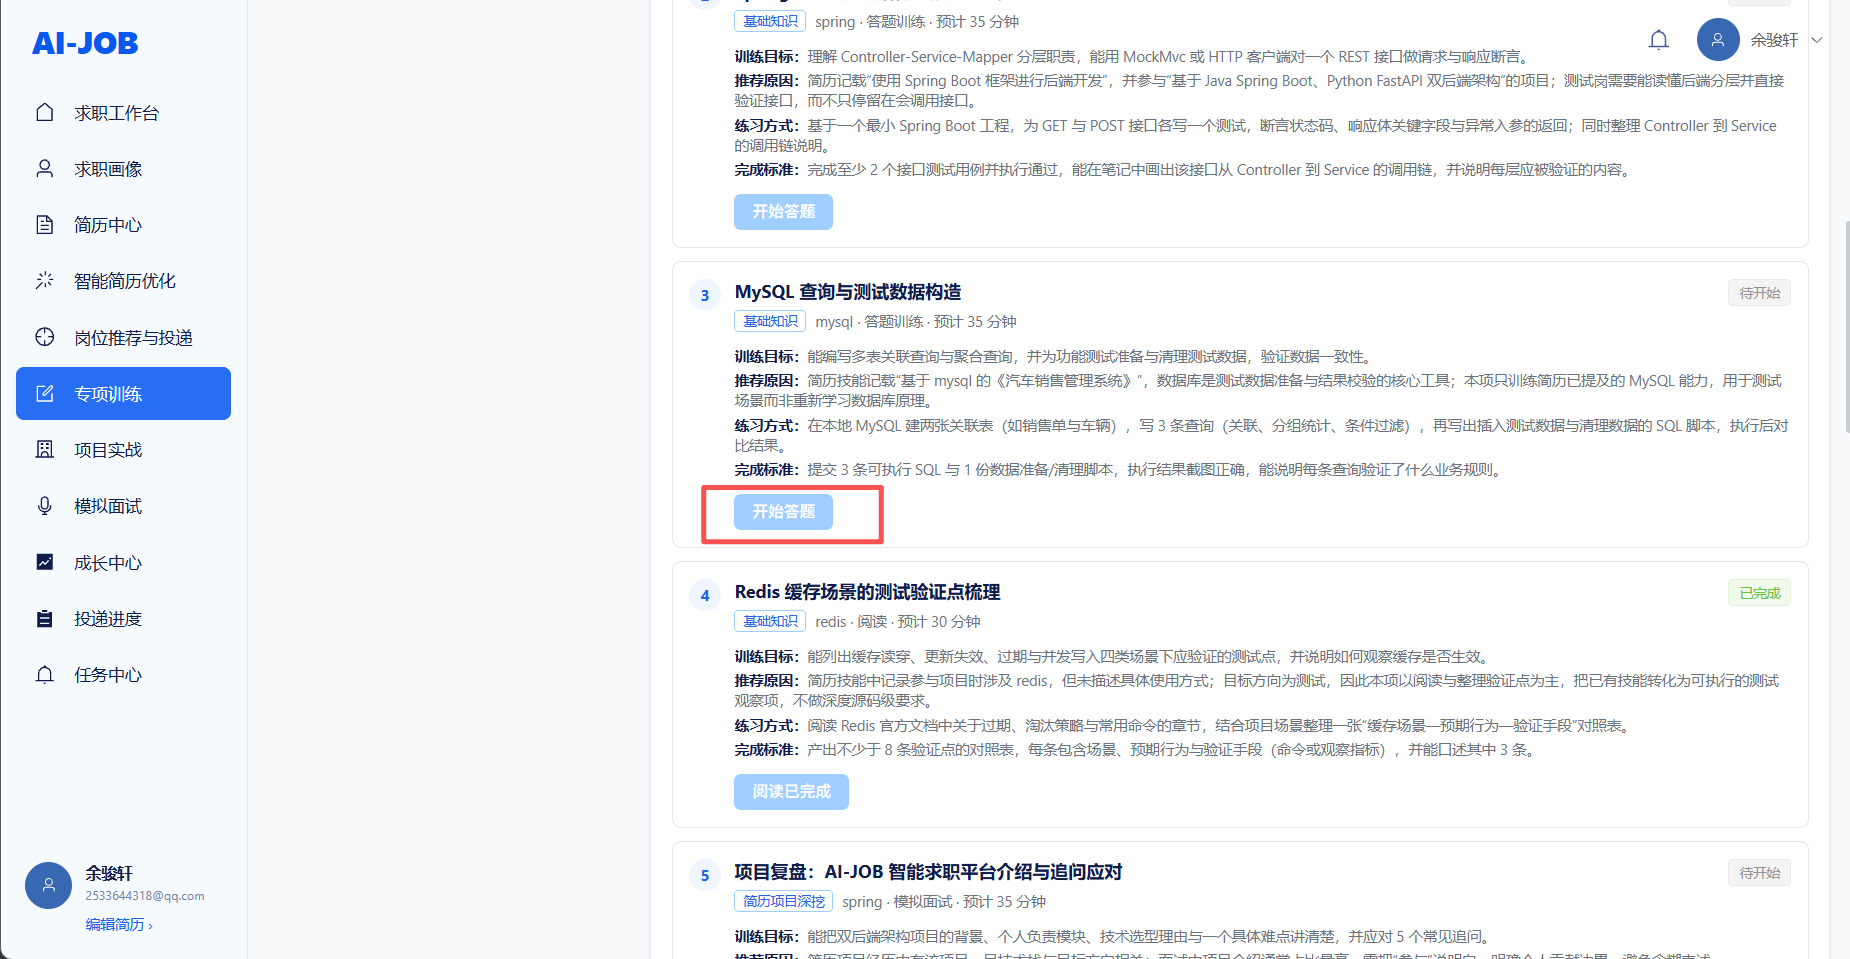 AI-JOB
求职工作台
求职画像
简历中心
智能简历优化
岗位推荐与投递
专项训练
项目实战
模拟面试
成长中心
投递进度
任务中心
余骏轩
2533644318@qq.com
编辑简历 ›
余骏轩
基础知识 spring · 答题训练 · 预计 35 分钟
训练目标：理解 Controller-Service-Mapper 分层职责，能用 MockMvc 或 HTTP 客户端对一个 REST 接口做请求与响应断言。
推荐原因：简历记载“使用 Spring Boot 框架进行后端开发”，并参与“基于 Java Spring Boot、Python FastAPI 双后端架构”的项目；测试岗需要能读懂后端分层并直接
验证接口，而不只停留在会调用接口。
练习方式：基于一个最小 Spring Boot 工程，为 GET 与 POST 接口各写一个测试，断言状态码、响应体关键字段与异常入参的返回；同时整理 Controller 到 Service
的调用链说明。
完成标准：完成至少 2 个接口测试用例并执行通过，能在笔记中画出该接口从 Controller 到 Service 的调用链，并说明每层应被验证的内容。
开始答题
3 MySQL 查询与测试数据构造 待开始
基础知识 mysql · 答题训练 · 预计 35 分钟
训练目标：能编写多表关联查询与聚合查询，并为功能测试准备与清理测试数据，验证数据一致性。
推荐原因：简历技能记载“基于 mysql 的《汽车销售管理系统》”，数据库是测试数据准备与结果校验的核心工具；本项只训练简历已提及的 MySQL 能力，用于测试
场景而非重新学习数据库原理。
练习方式：在本地 MySQL 建两张关联表（如销售单与车辆），写 3 条查询（关联、分组统计、条件过滤），再写出插入测试数据与清理数据的 SQL 脚本，执行后对
比结果。
完成标准：提交 3 条可执行 SQL 与 1 份数据准备/清理脚本，执行结果截图正确，能说明每条查询验证了什么业务规则。
开始答题
4 Redis 缓存场景的测试验证点梳理 已完成
基础知识 redis · 阅读 · 预计 30 分钟
训练目标：能列出缓存读穿、更新失效、过期与并发写入四类场景下应验证的测试点，并说明如何观察缓存是否生效。
推荐原因：简历技能中记录参与项目时涉及 redis，但未描述具体使用方式；目标方向为测试，因此本项以阅读与整理验证点为主，把已有技能转化为可执行的测试
观察项，不做深度源码级要求。
练习方式：阅读 Redis 官方文档中关于过期、淘汰策略与常用命令的章节，结合项目场景整理一张“缓存场景—预期行为—验证手段”对照表。
完成标准：产出不少于 8 条验证点的对照表，每条包含场景、预期行为与验证手段（命令或观察指标），并能口述其中 3 条。
阅读已完成
5 项目复盘：AI-JOB 智能求职平台介绍与追问应对 待开始
简历项目深挖 spring · 模拟面试 · 预计 35 分钟
训练目标：能把双后端架构项目的背景、个人负责模块、技术选型理由与一个具体难点讲清楚，并应对 5 个常见追问。